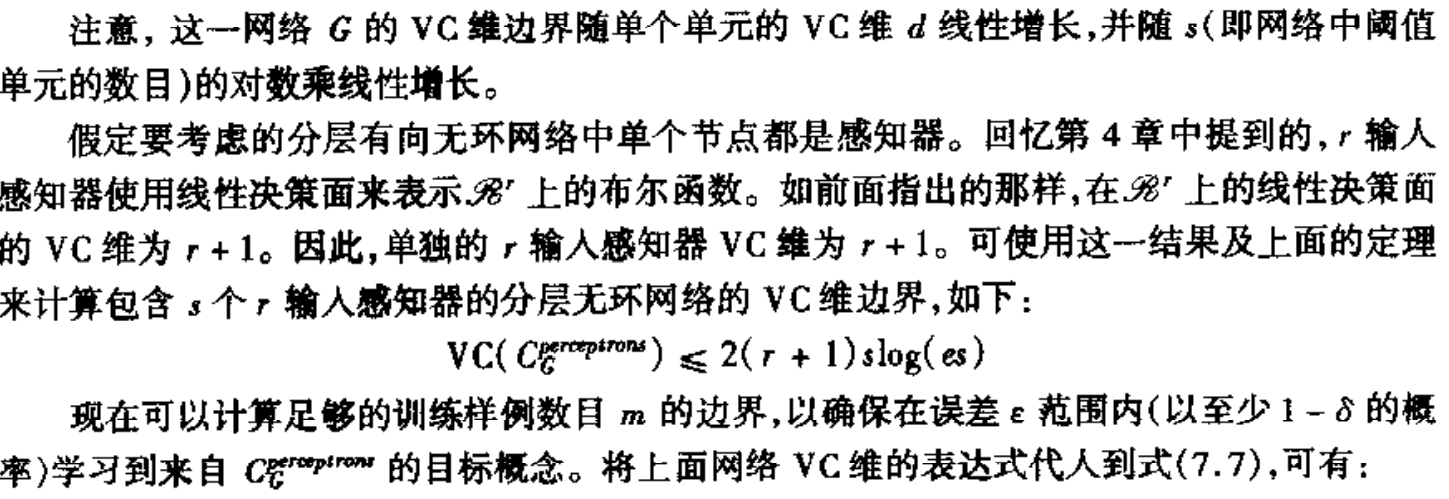 注意, 这一网络 G 的 VC 维边界随单个单元的 VC 维 d 线性增长,并随 s(即网络中阈值
单元的数目)的对数乘线性增长。
假定要考虑的分层有向无环网络中单个节点都是感知器。回忆第 4 章中提到的, r 输入
感知器使用线性决策面来表示ℛʳ 上的布尔函数。如前面指出的那样,在ℛʳ 上的线性决策面
的 VC 维为 r + 1。因此,单独的 r 输入感知器 VC 维为 r + 1。可使用这一结果及上面的定理
来计算包含 s 个 r 输入感知器的分层无环网络的 VC 维边界,如下:
VC(C_G^{perceptrons}) ⩽ 2(r + 1)slog(es)
现在可以计算足够的训练样例数目 m 的边界,以确保在误差 ε 范围内(以至少 1 - δ 的概
率)学习到来自 C_G^{perceptrons} 的目标概念。将上面网络 VC 维的表达式代入到式(7.7),可有: